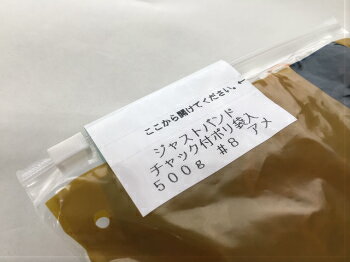 ここから開けてください。←
ジャストバンド
チャック付ポリ袋入
500g #8 アメ